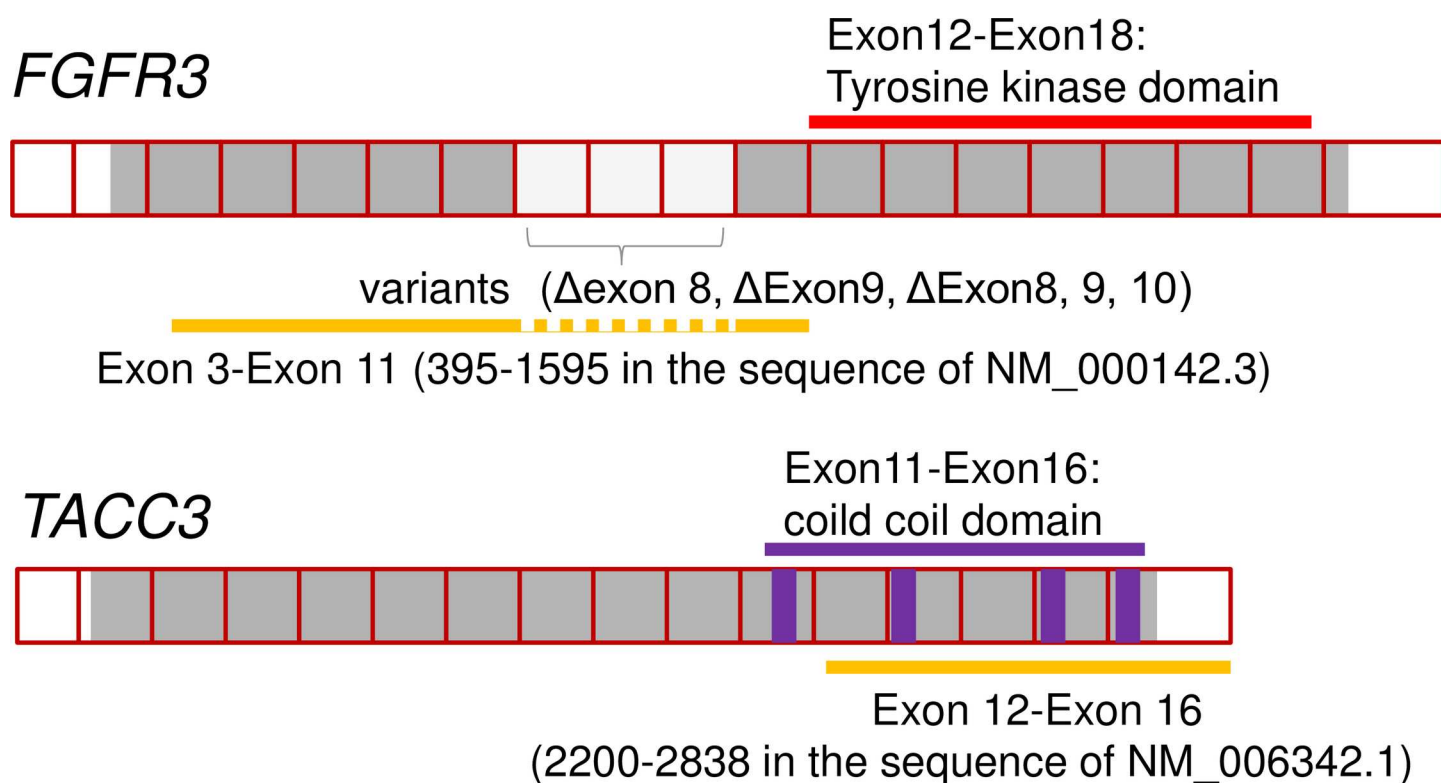 FGFR3
Exon12-Exon18:
Tyrosine kinase domain
variants (Δexon 8, ΔExon9, ΔExon8, 9, 10)
Exon 3-Exon 11 (395-1595 in the sequence of NM_000142.3)
TACC3
Exon11-Exon16:
coild coil domain
Exon 12-Exon 16
(2200-2838 in the sequence of NM_006342.1)